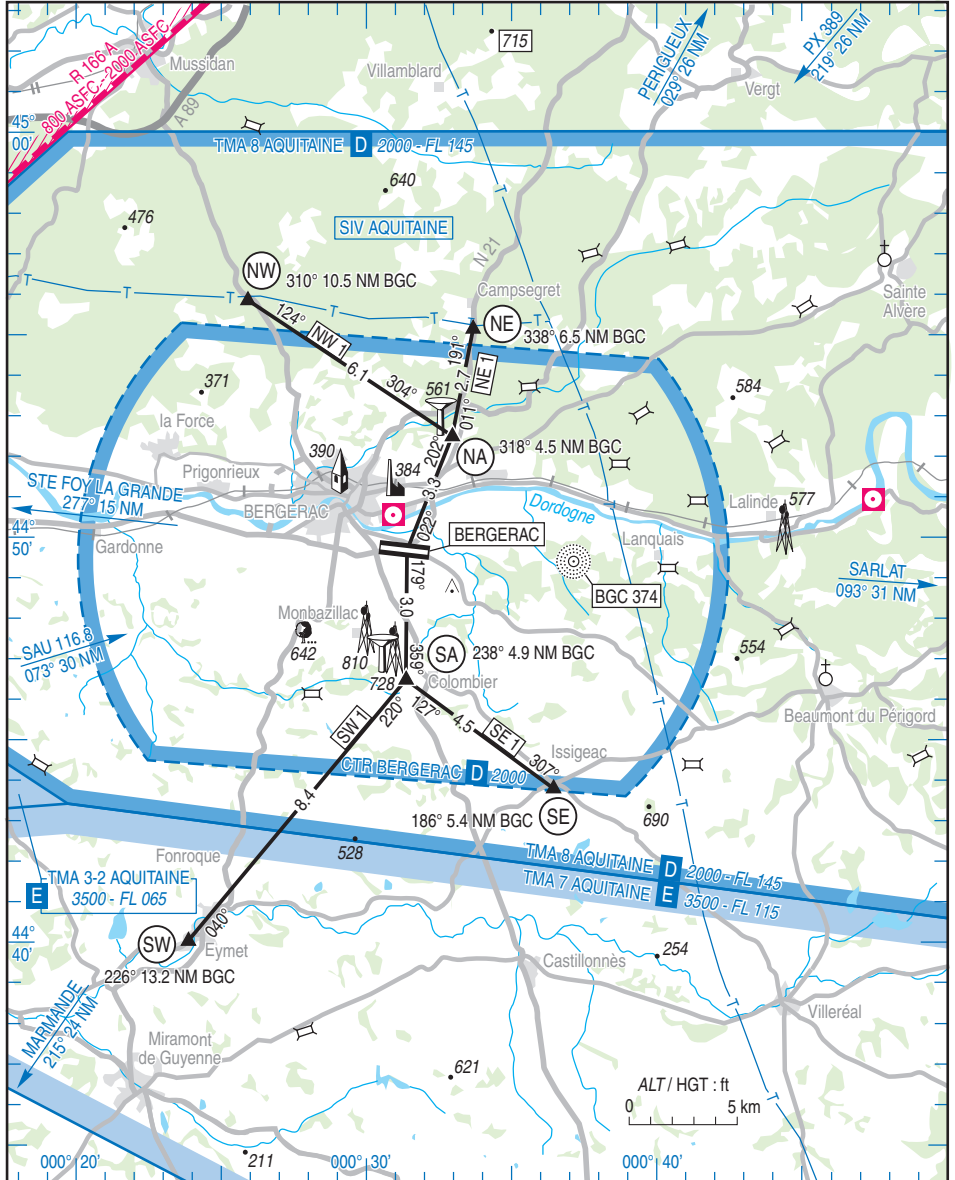 715
R 166 A
800 ASFC - 2000 ASFC
Mussidan
Villamblard
PERIGUEUX
029° 26 NM
PX 389
219° 26 NM
Vergt
A 89
45°
00'
TMA 8 AQUITAINE D 2000 - FL 145
640
476
SIV AQUITAINE
N 21
T
T
T
T
T
T
T
T
T
T
T
NW
310° 10.5 NM BGC
Campsegret
Sainte
Alvère
NE
338° 6.5 NM BGC
124°
NW 1
6.1
304°
191°
NE 1
2.7
011°
371
561
584
la Force
NA
318° 4.5 NM BGC
202°
3.3
022°
390
384
Prigonrieux
STE FOY LA GRANDE
277° 15 NM
BERGERAC
Dordogne
Lalinde
577
44°
50'
Gardonne
BERGERAC
Lanquais
BGC 374
SARLAT
093° 31 NM
179°
3.0
359°
Monbazillac
642
810
728
SAU 116.8
073° 30 NM
SA
238° 4.9 NM BGC
Colombier
554
220°
127°
SW 1
4.5
SE 1
307°
Issigeac
Beaumont du Périgord
CTR BERGERAC D 2000
8.4
186° 5.4 NM BGC
SE
690
528
Fonroque
TMA 8 AQUITAINE D 2000 - FL 145
TMA 7 AQUITAINE E 3500 - FL 115
E
TMA 3-2 AQUITAINE
3500 - FL 065
040°
SW
Eymet
226° 13.2 NM BGC
44°
40'
254
Castillonnès
Villeréal
MARMANDE
215° 24 NM
Miramont
de Guyenne
621
ALT / HGT : ft
0 5 km
211
000° 20'
000° 30'
000° 40'